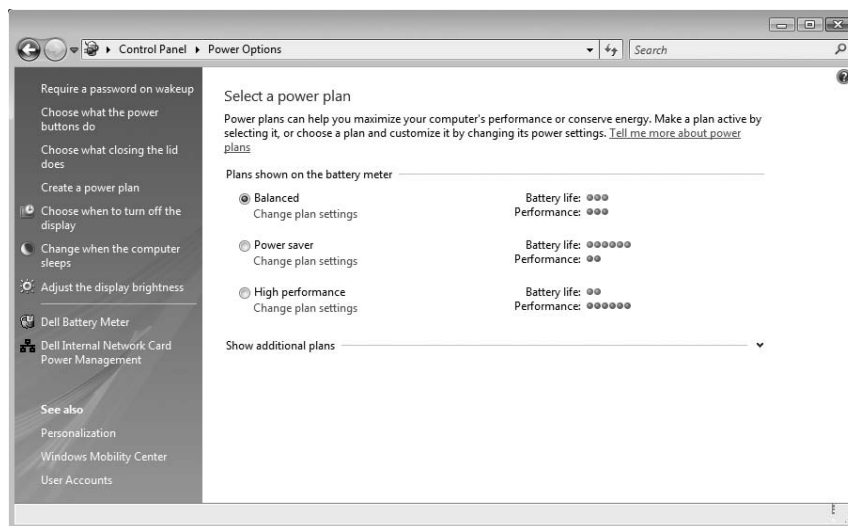 Control Panel
Power Options
Search
Require a password on wakeup
Choose what the power
buttons do
Choose what closing the lid
does
Create a power plan
Choose when to turn off the
display
Change when the computer
sleeps
Adjust the display brightness
Dell Battery Meter
Dell Internal Network Card
Power Management
See also
Personalization
Windows Mobility Center
User Accounts
Select a power plan
Power plans can help you maximize your computer's performance or conserve energy. Make a plan active by
selecting it, or choose a plan and customize it by changing its power settings. Tell me more about power
plans
Plans shown on the battery meter
Balanced
Battery life:
Change plan settings
Performance:
Power saver
Battery life:
Change plan settings
Performance:
High performance
Battery life:
Change plan settings
Performance:
Show additional plans